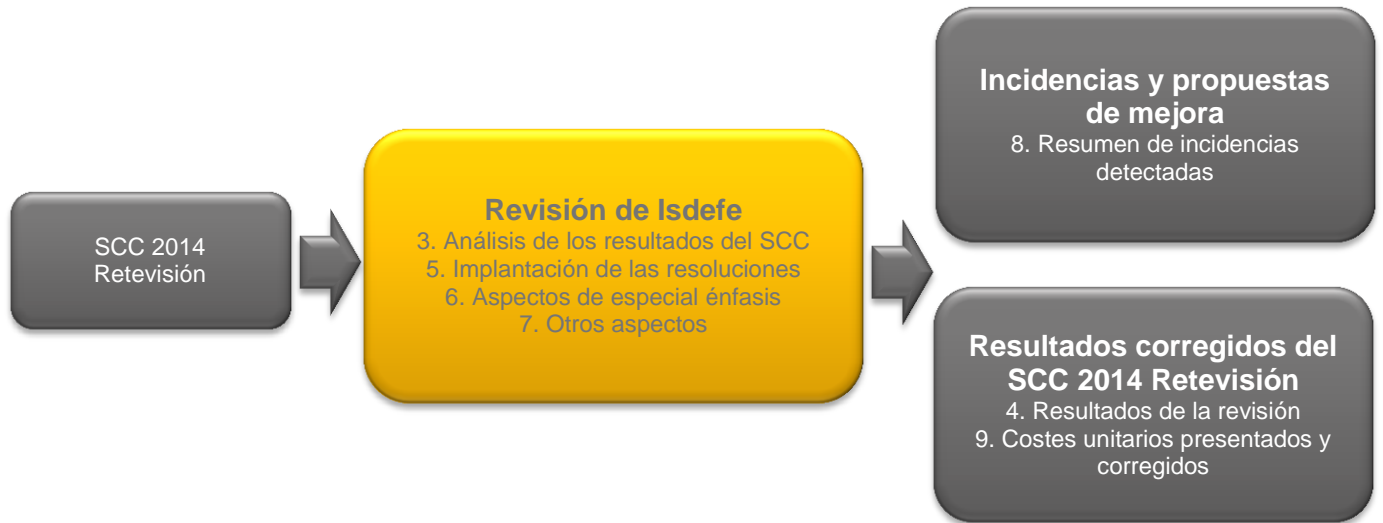 SCC 2014
Retevisión
Revisión de Isdefe
3. Análisis de los resultados del SCC
5. Implantación de las resoluciones
6. Aspectos de especial énfasis
7. Otros aspectos
Incidencias y propuestas
de mejora
8. Resumen de incidencias
detectadas
Resultados corregidos del
SCC 2014 Retevisión
4. Resultados de la revisión
9. Costes unitarios presentados y
corregidos